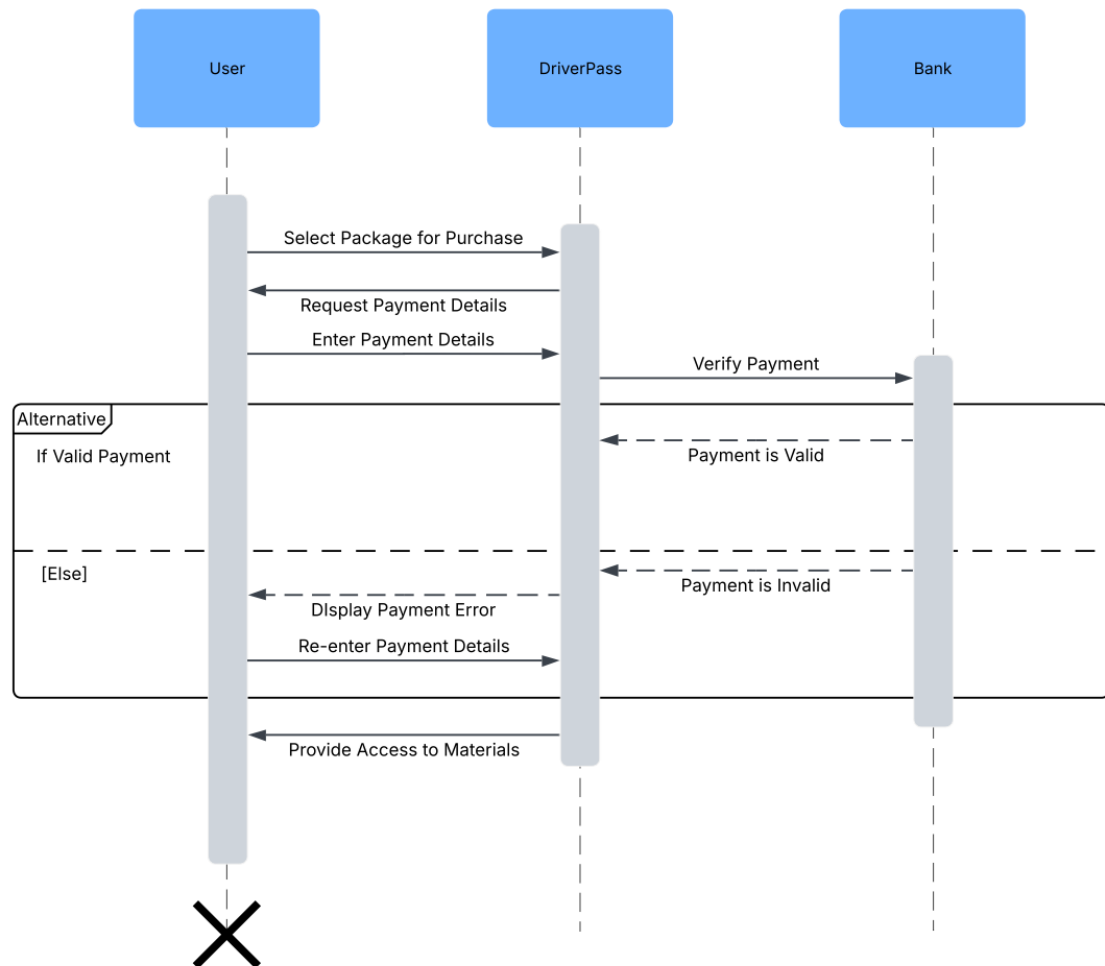 User
DriverPass
Bank
Select Package for Purchase
Request Payment Details
Enter Payment Details
Verify Payment
Alternative
If Valid Payment
Payment is Valid
[Else]
Payment is Invalid
DIsplay Payment Error
Re-enter Payment Details
Provide Access to Materials